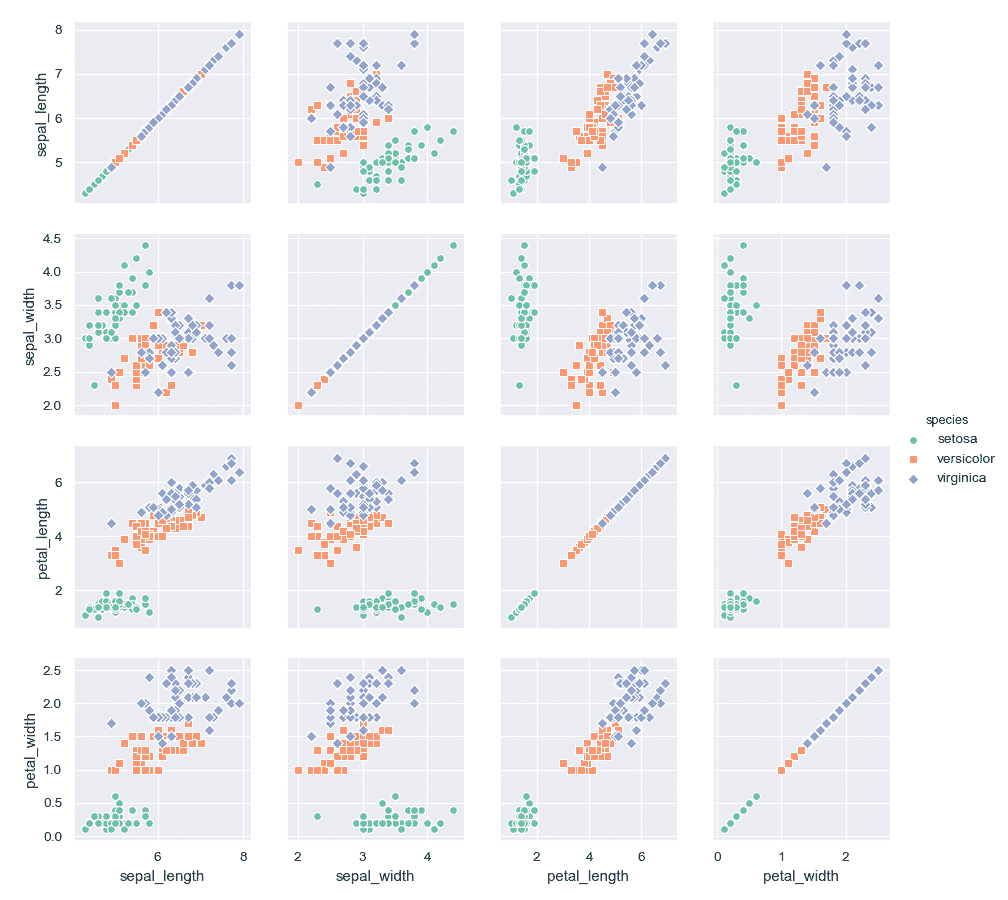 8
7
6
5
sepal_length
4.5
4.0
3.5
3.0
2.5
2.0
sepal_width
species
setosa
versicolor
virginica
6
4
2
petal_length
2.5
2.0
1.5
1.0
0.5
0.0
petal_width
6 8 2 3 4 2 4 6 0 1 2
sepal_length sepal_width petal_length petal_width